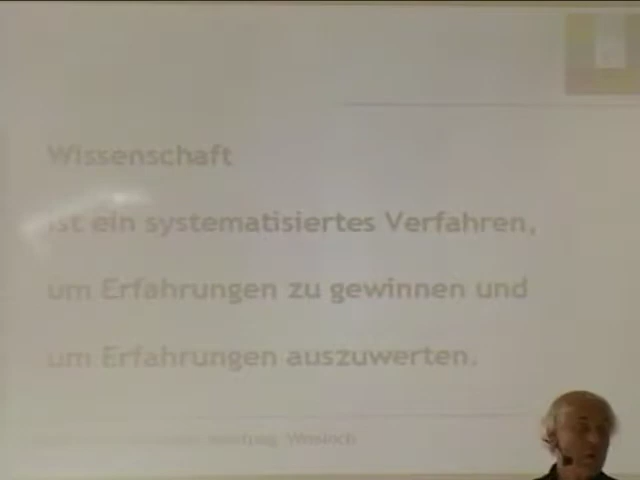 Wissenschaft
ist ein systematisiertes Verfahren,
um Erfahrungen zu gewinnen und
um Erfahrungen auszuwerten.